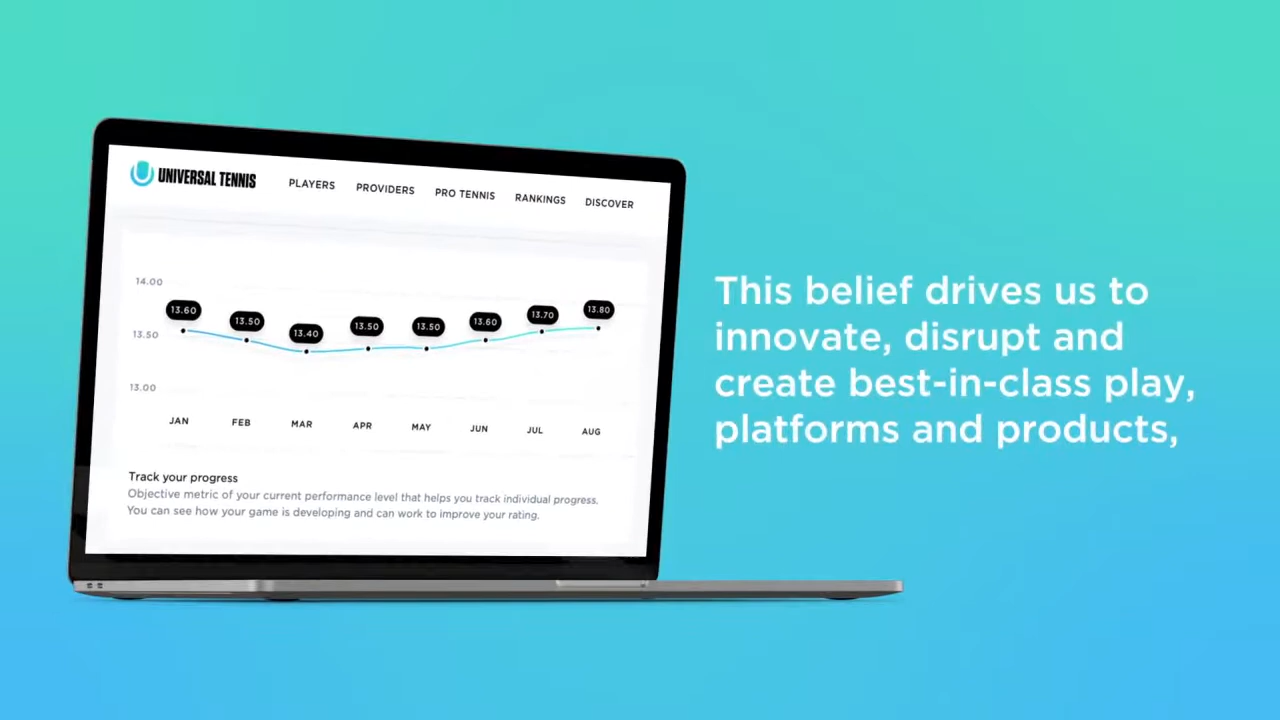 UNIVERSAL TENNIS
PLAYERS PROVIDERS PRO TENNIS RANKINGS DISCOVER
14.00
13.50
13.00
13.60 13.50 13.40 13.50 13.50 13.60 13.70 13.80
JAN FEB MAR APR MAY JUN JUL AUG
Track your progress
Objective metric of your current performance level that helps you track individual progress.
You can see how your game is developing and can work to improve your rating.
This belief drives us to
innovate, disrupt and
create best-in-class play,
platforms and products,